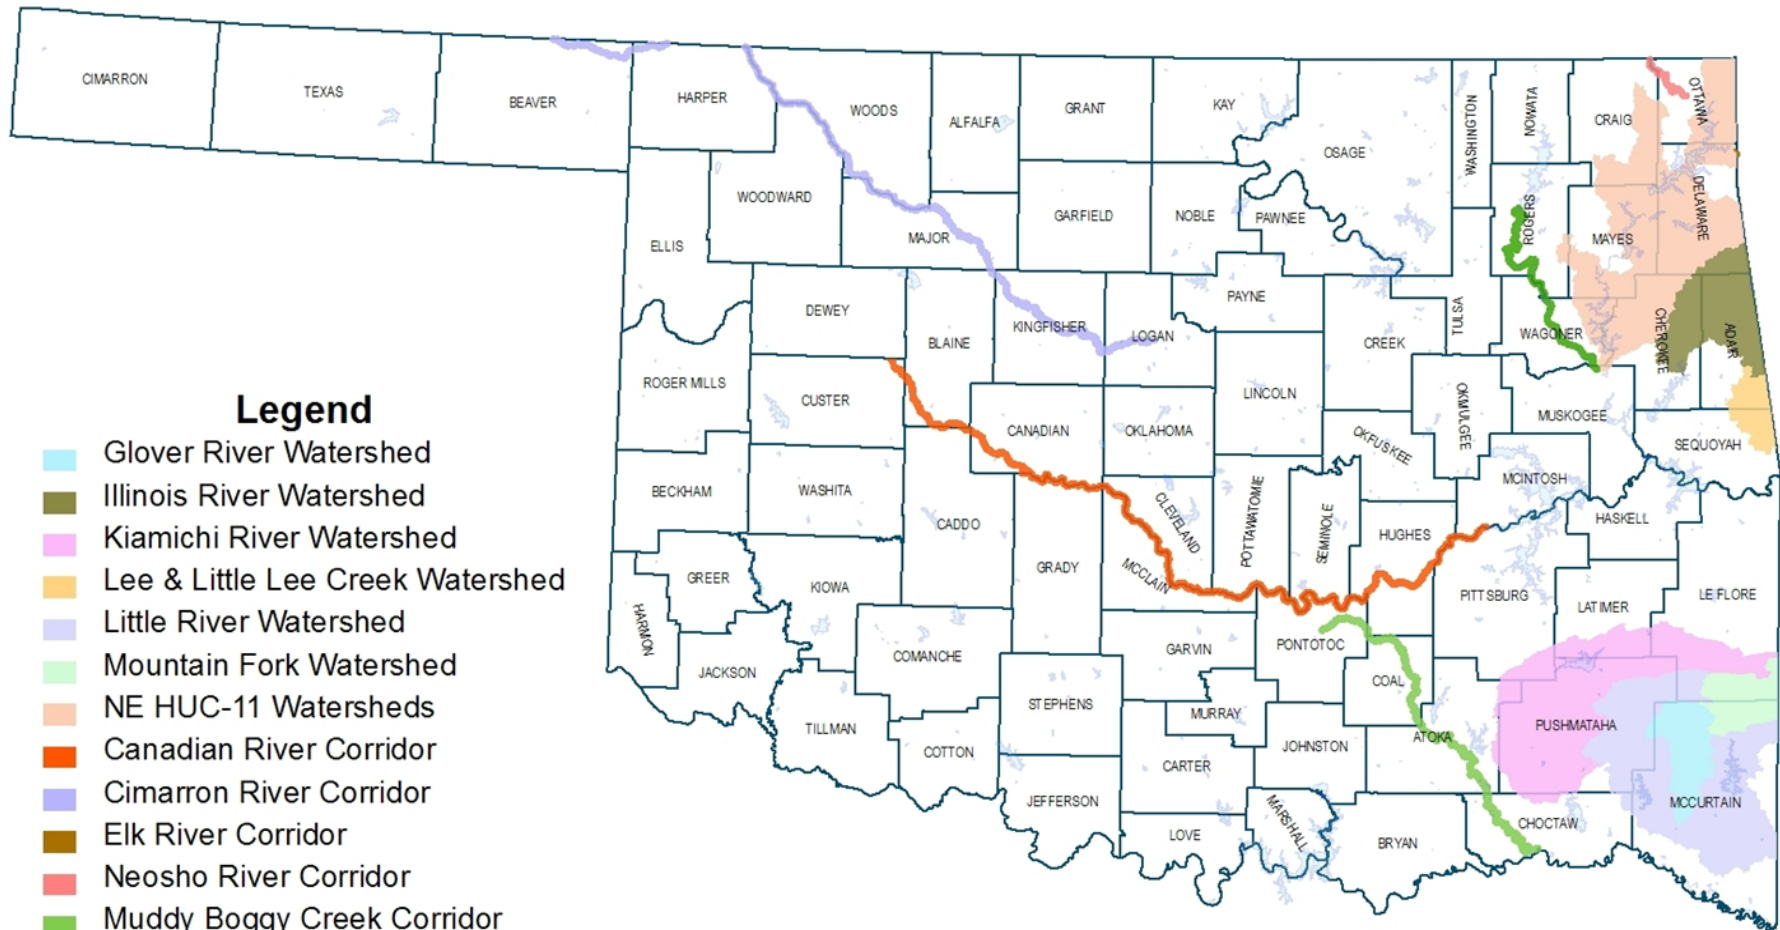 CIMARRON
TEXAS
BEAVER
HARPER
WOODS
ALFALFA
GRANT
KAY
OSAGE
WASHINGTON
NOWATA
CRAIG
OTTAWA
WOODWARD
ELLIS
MAJOR
GARFIELD
NOBLE
PAWNEE
ROGERS
MAYES
DELAWARE
DEWEY
BLAINE
KINGFISHER
LOGAN
PAYNE
CREEK
TULSA
WAGONER
CHEROKEE
ADAIR
ROGER MILLS
CUSTER
CANADIAN
OKLAHOMA
LINCOLN
OKFUSKEE
OKMULGEE
MUSKOGEE
SEQUOYAH
BECKHAM
WASHITA
CADDO
GRADY
CLEVELAND
MCCLAIN
POTTAWATOMIE
SEMINOLE
HUGHES
MCINTOSH
HASKELL
PITTSBURG
LATIMER
LE FLORE
HARMON
GREER
KIOWA
JACKSON
COMANCHE
TILLMAN
COTTON
STEPHENS
JEFFERSON
GARVIN
MURRAY
CARTER
LOVE
PONTOTOC
JOHNSTON
MARSHALL
COAL
ATOKA
BRYAN
PUSHMATAHA
CHOCTAW
MCCURTAIN
Legend
Glover River Watershed
Illinois River Watershed
Kiamichi River Watershed
Lee & Little Lee Creek Watershed
Little River Watershed
Mountain Fork Watershed
NE HUC-11 Watersheds
Canadian River Corridor
Cimarron River Corridor
Elk River Corridor
Neosho River Corridor
Muddy Boggy Creek Corridor